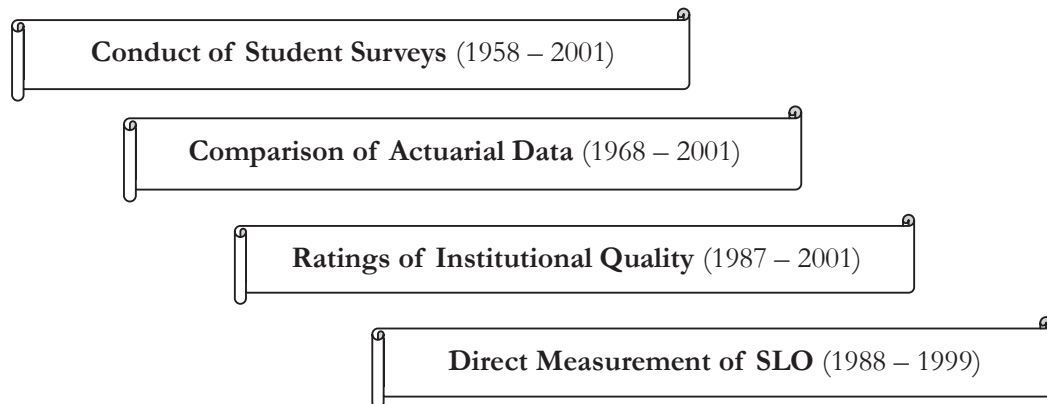 Conduct of Student Surveys (1958 – 2001)
Comparison of Actuarial Data (1968 – 2001)
Ratings of Institutional Quality (1987 – 2001)
Direct Measurement of SLO (1988 – 1999)